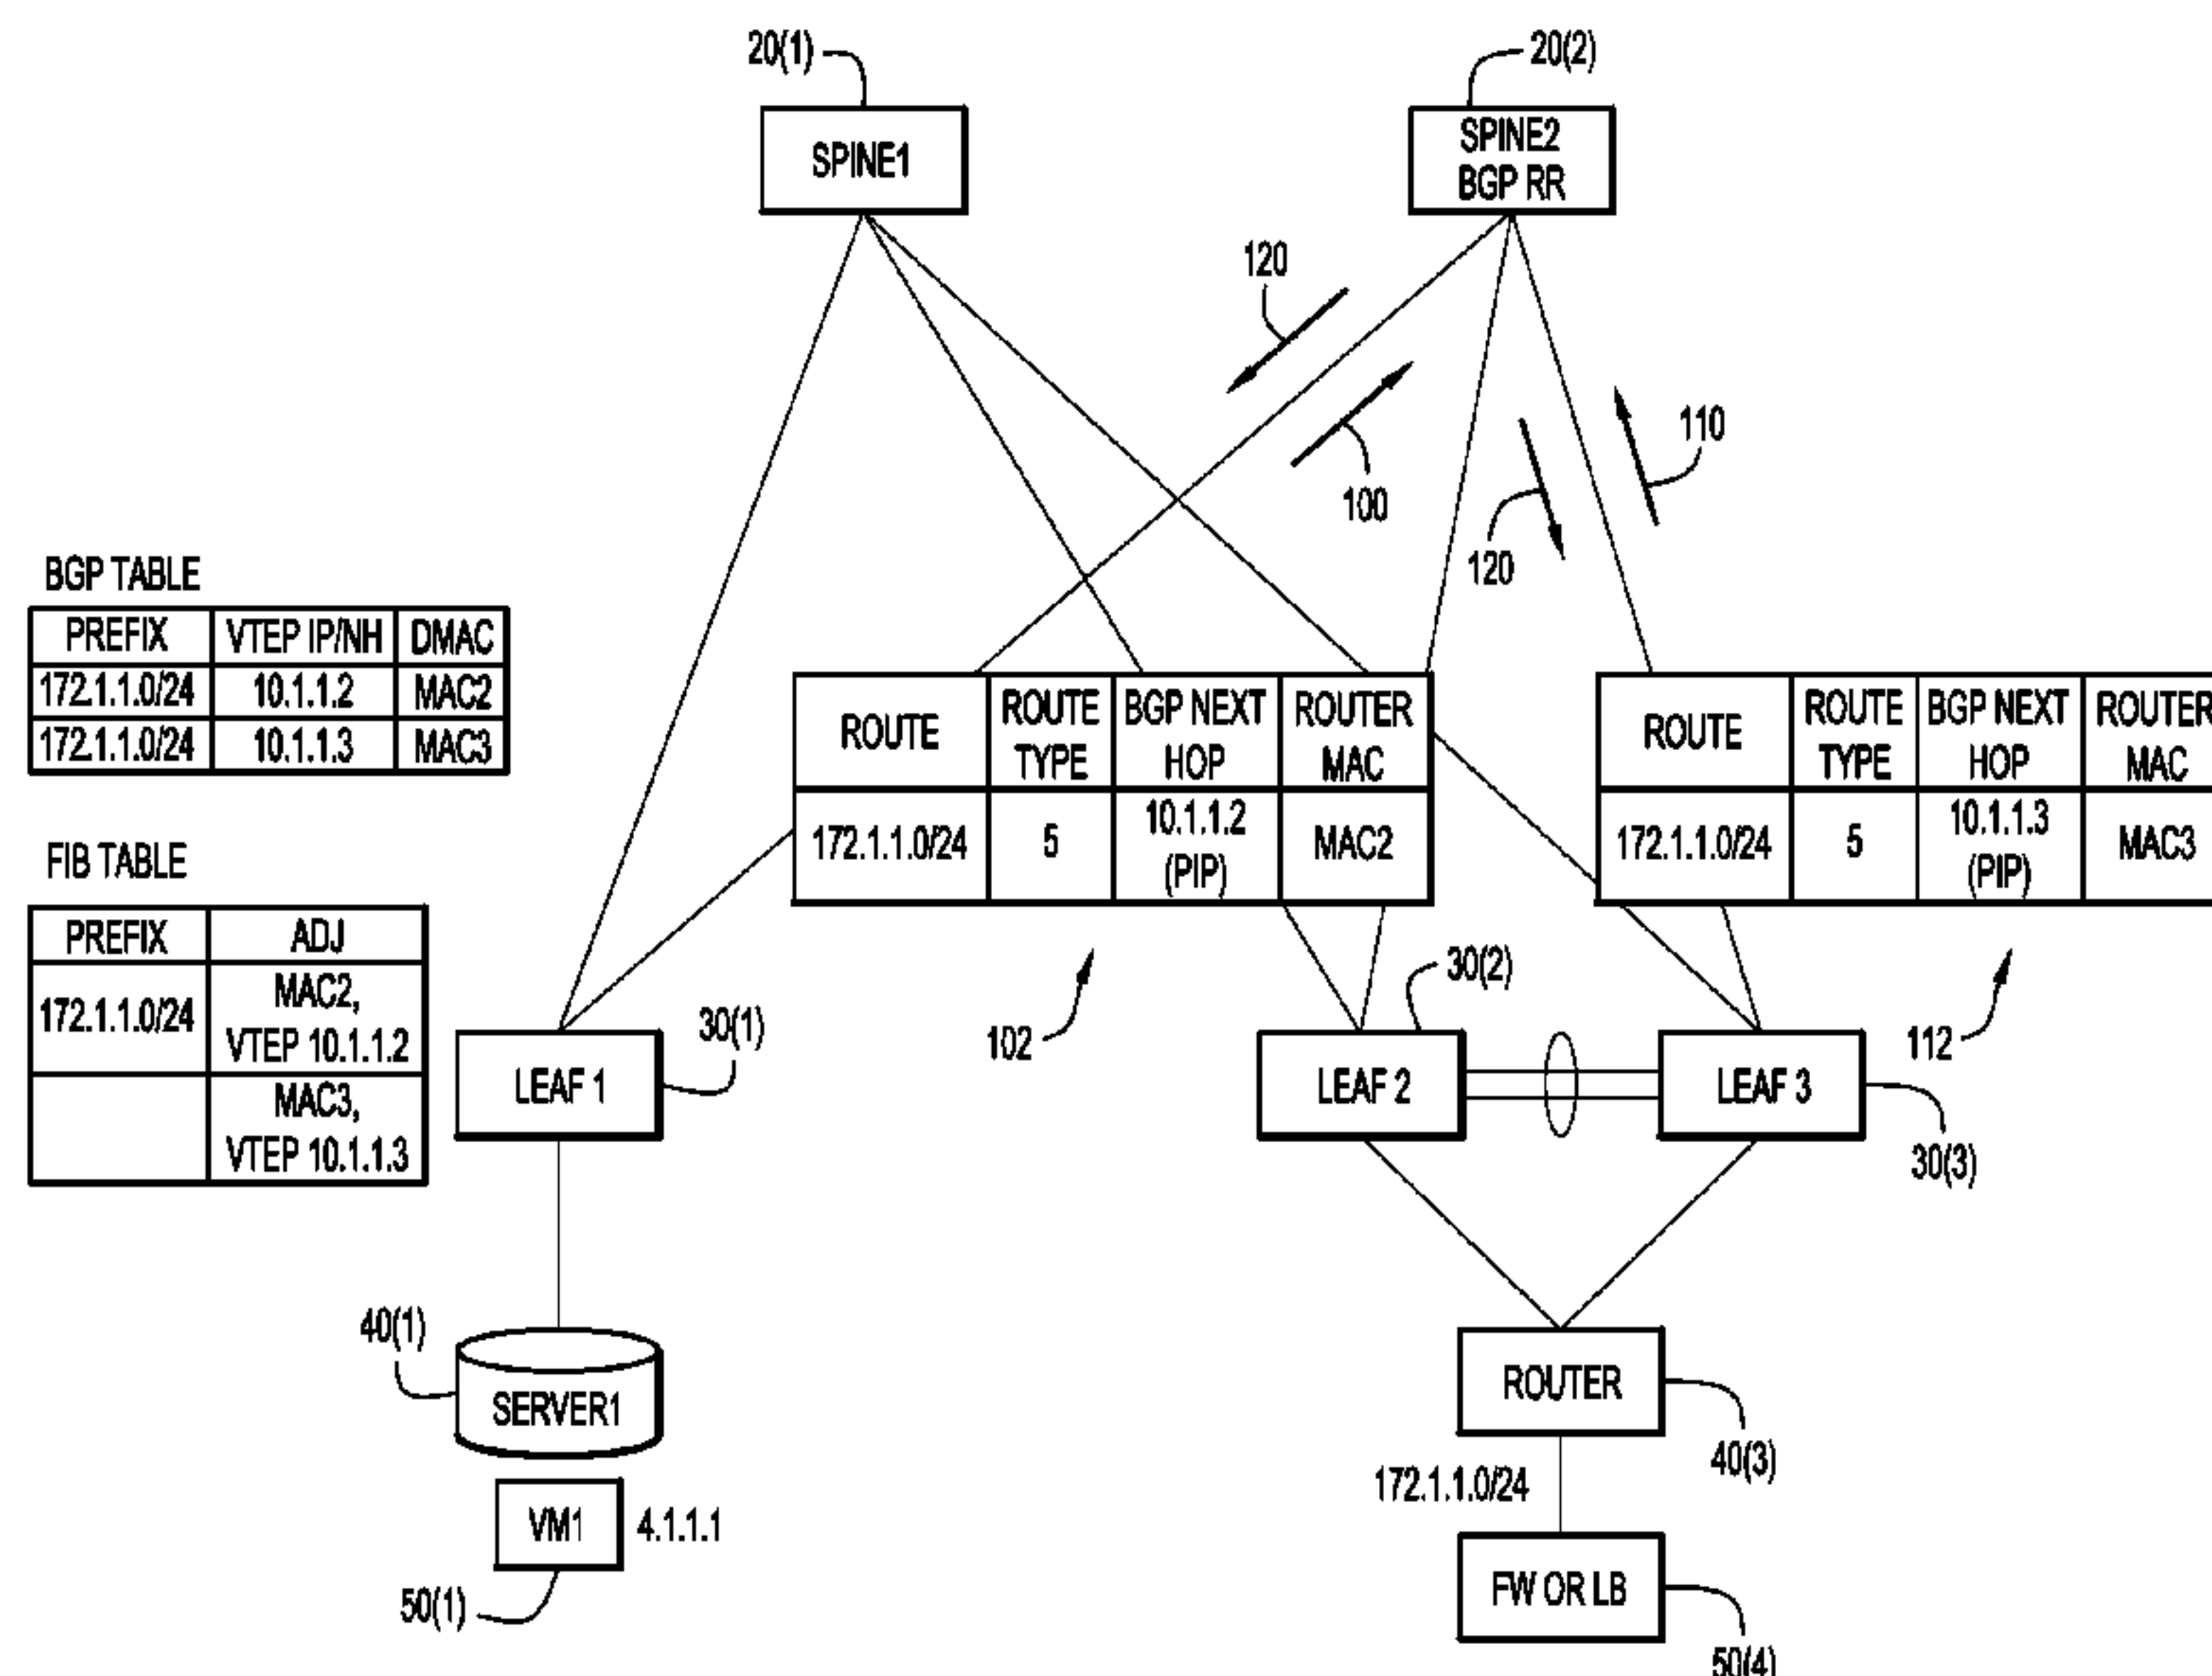 20(1)
20(2)
SPINE1
SPINE2
BGP RR
120
100
120
110
BGP TABLE
PREFIX VTEP IP/NH DMAC
172.1.1.0/24 10.1.1.2 MAC2
172.1.1.0/24 10.1.1.3 MAC3
ROUTE ROUTE TYPE BGP NEXT HOP ROUTER MAC
172.1.1.0/24 5 10.1.1.2 (PIP) MAC2
ROUTE ROUTE TYPE BGP NEXT HOP ROUTER MAC
172.1.1.0/24 5 10.1.1.3 (PIP) MAC3
FIB TABLE
PREFIX ADJ
172.1.1.0/24 MAC2,
VTEP 10.1.1.2
MAC3,
VTEP 10.1.1.3
102
112
LEAF 1
30(1)
LEAF 2
30(2)
LEAF 3
30(3)
40(1)
SERVER1
VM1
4.1.1.1
50(1)
ROUTER
40(3)
172.1.1.0/24
FW OR LB
50(4)